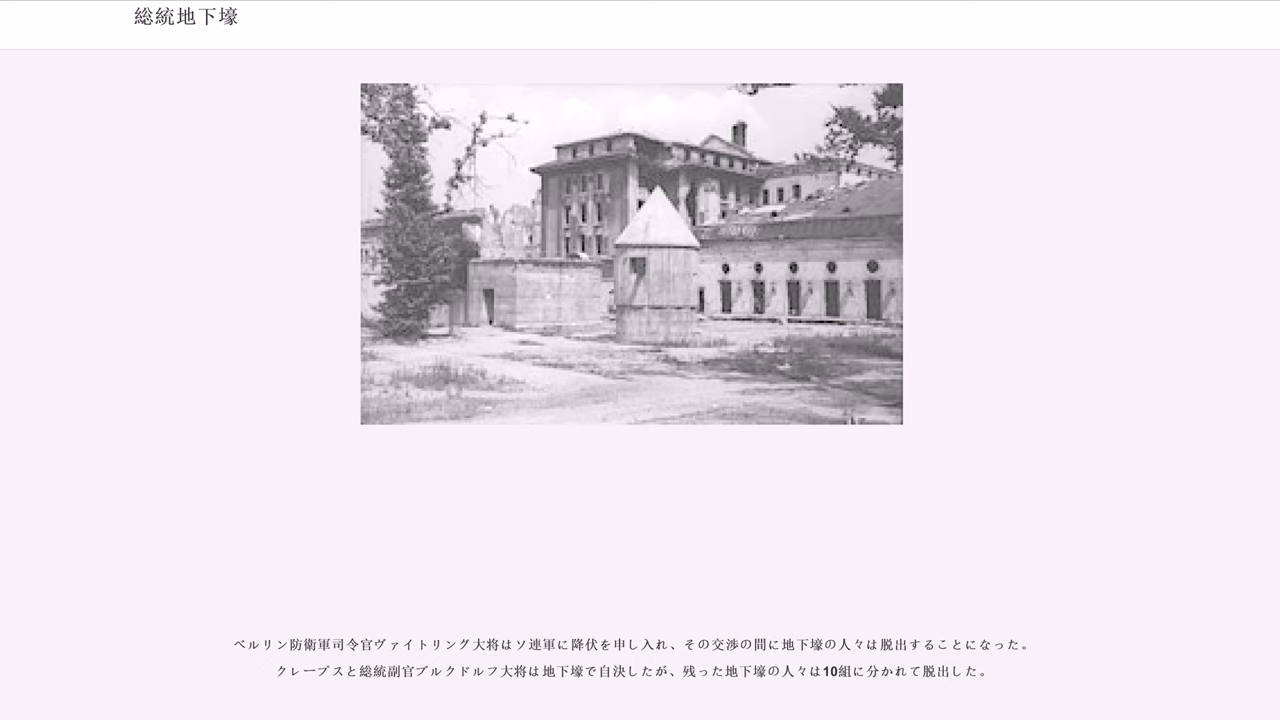 総統地下壕
ベルリン防衛軍司令官ヴァイトリング大将はソ連軍に降伏を申し入れ、その交渉の間に地下壕の人々は脱出することになった。
クレープスと総統副官ブルクドルフ大将は地下壕で自決したが、残った地下壕の人々は10組に分かれて脱出した。